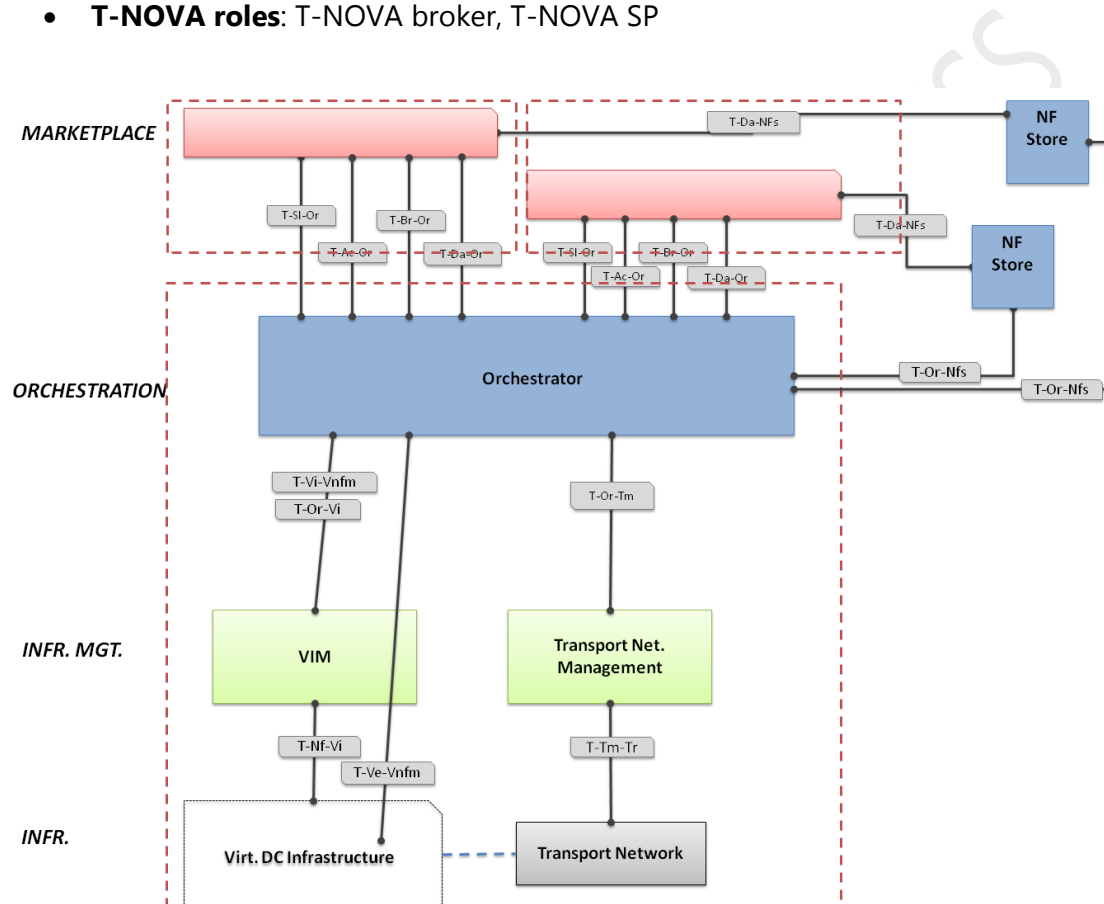 • T-NOVA roles: T-NOVA broker, T-NOVA SP
MARKETPLACE
T-Da-NFs
NF
Store
T-Sl-Or
T-Ac-Or
T-Br-Or
T-Da-Or
T-Sl-Or
T-Ac-Or
T-Br-Or
T-Da-Or
T-Da-NFs
NF
Store
ORCHESTRATION
Orchestrator
T-Or-Nfs
T-Or-Nfs
T-Vi-Vnfm
T-Or-Vi
T-Or-Tm
INFR. MGT.
VIM
Transport Net.
Management
T-Nf-Vi
T-Ve-Vnfm
T-Tm-Tr
INFR.
Virt. DC Infrastructure
Transport Network